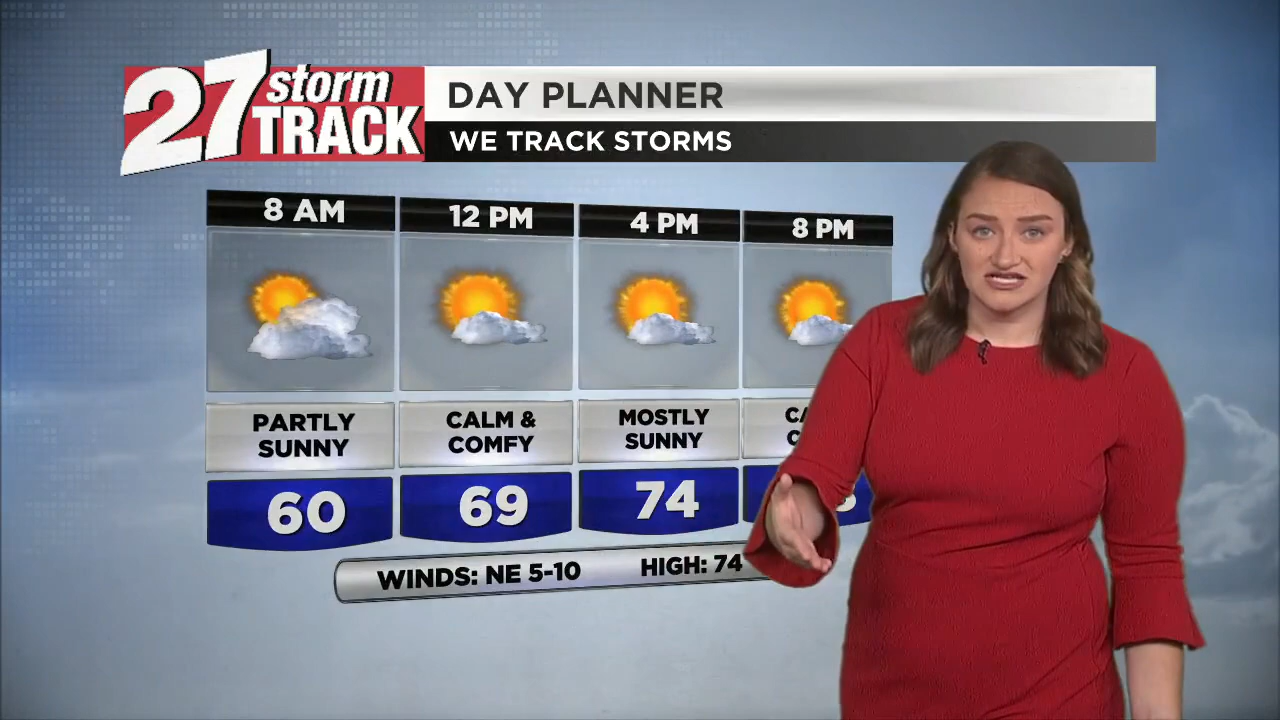 27 storm TRACK
DAY PLANNER
WE TRACK STORMS
8 AM
12 PM
4 PM
8 PM
PARTLY
SUNNY
CALM &
COMFY
MOSTLY
SUNNY
60
69
74
WINDS: NE 5-10
HIGH: 74